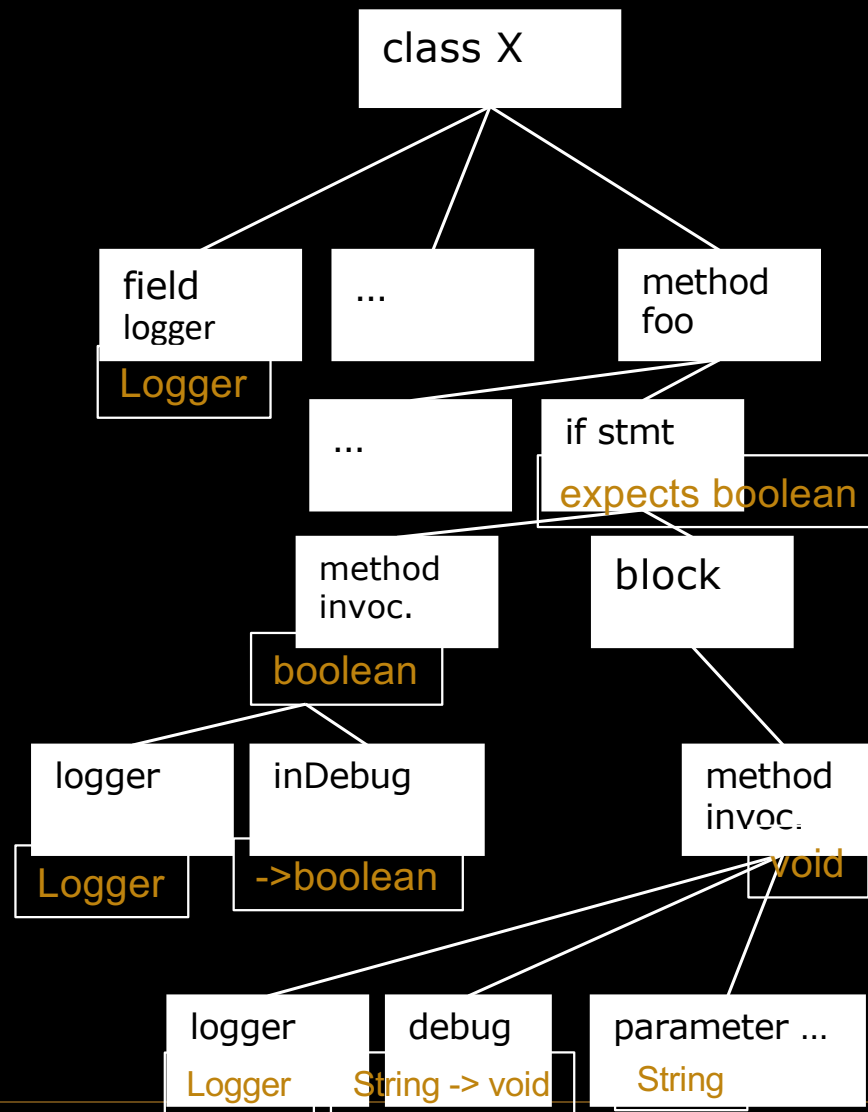 class X
field
logger
Logger
...
method
foo
...
if stmt
expects boolean
method
invoc.
boolean
block
logger
Logger
inDebug
->boolean
method
invoc.
void
logger
Logger
debug
String -> void
parameter ...
String